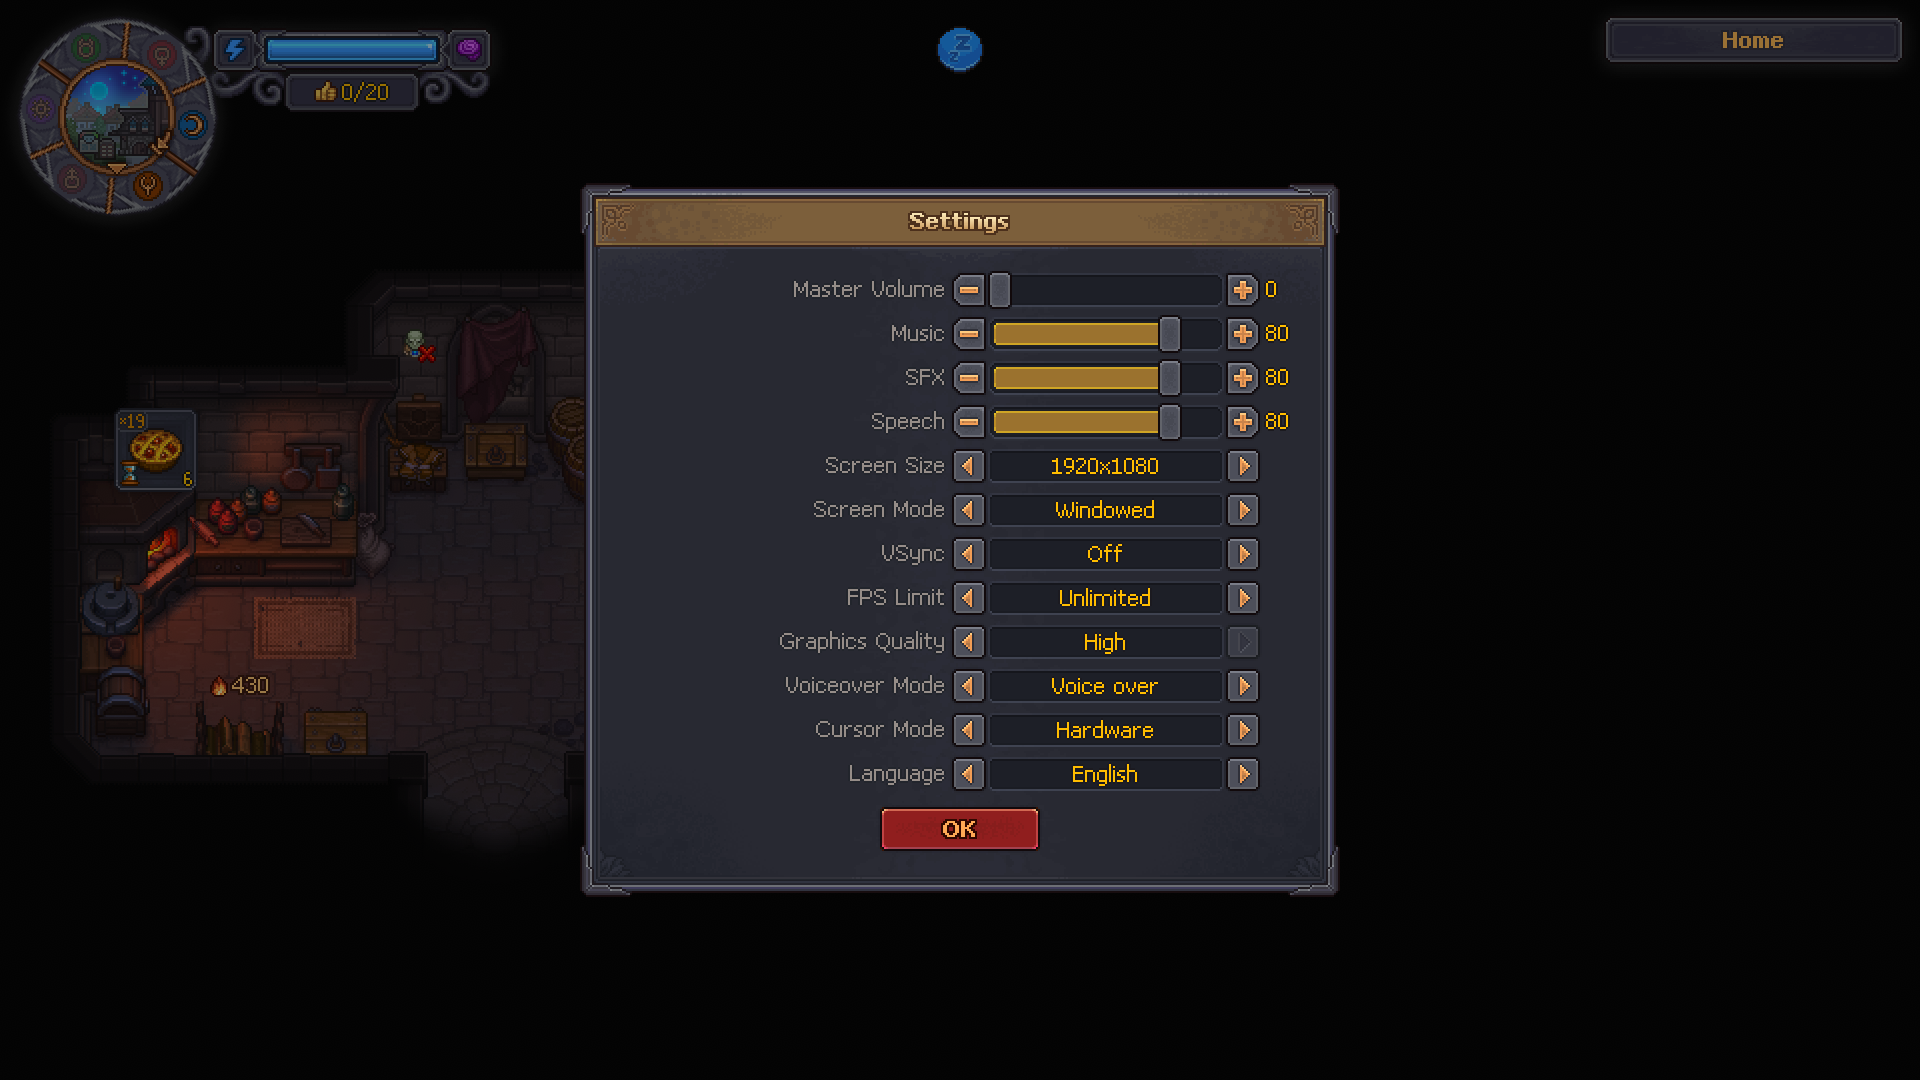 0/20
Home
Settings
Master Volume 0
Music 80
SFX 80
Speech 80
Screen Size 1920x1080
Screen Mode Windowed
VSync Off
FPS Limit Unlimited
Graphics Quality High
Voiceover Mode Voice over
Cursor Mode Hardware
Language English
OK
×19
6
430
zZ